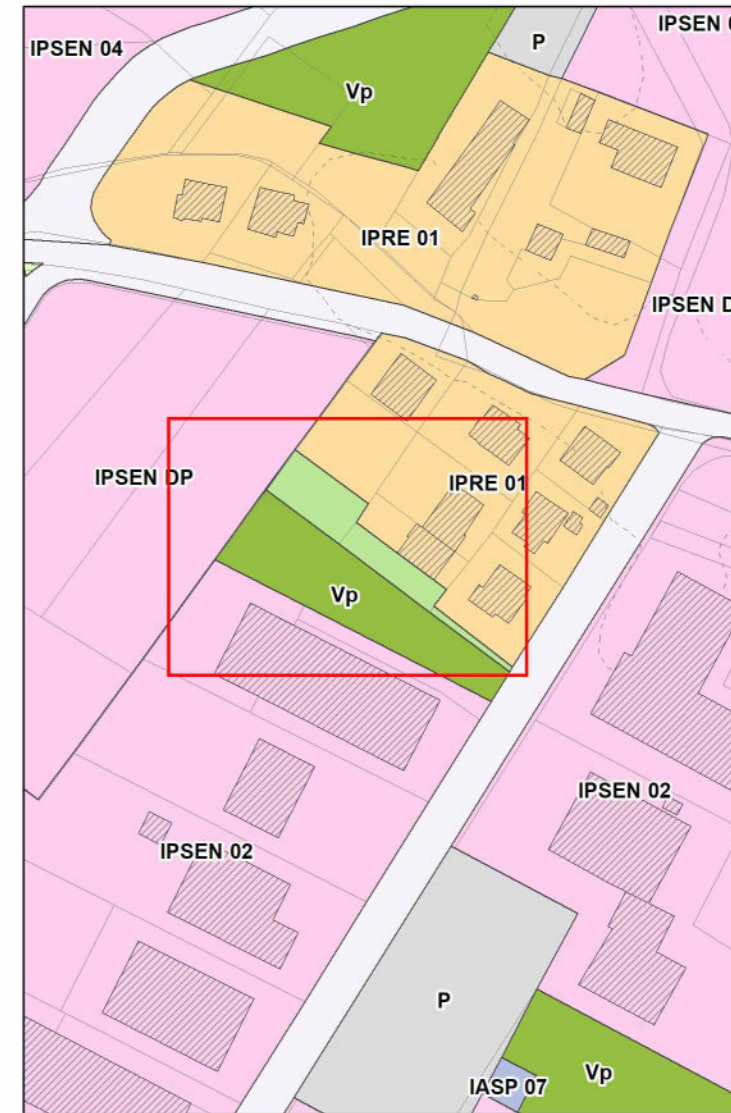 IPSEN 04
IPSEN
P
Vp
IPRE 01
IPSEN D
IPSEN DP
IPRE 01
Vp
IPSEN 02
IPSEN 02
P
IASP 07
Vp